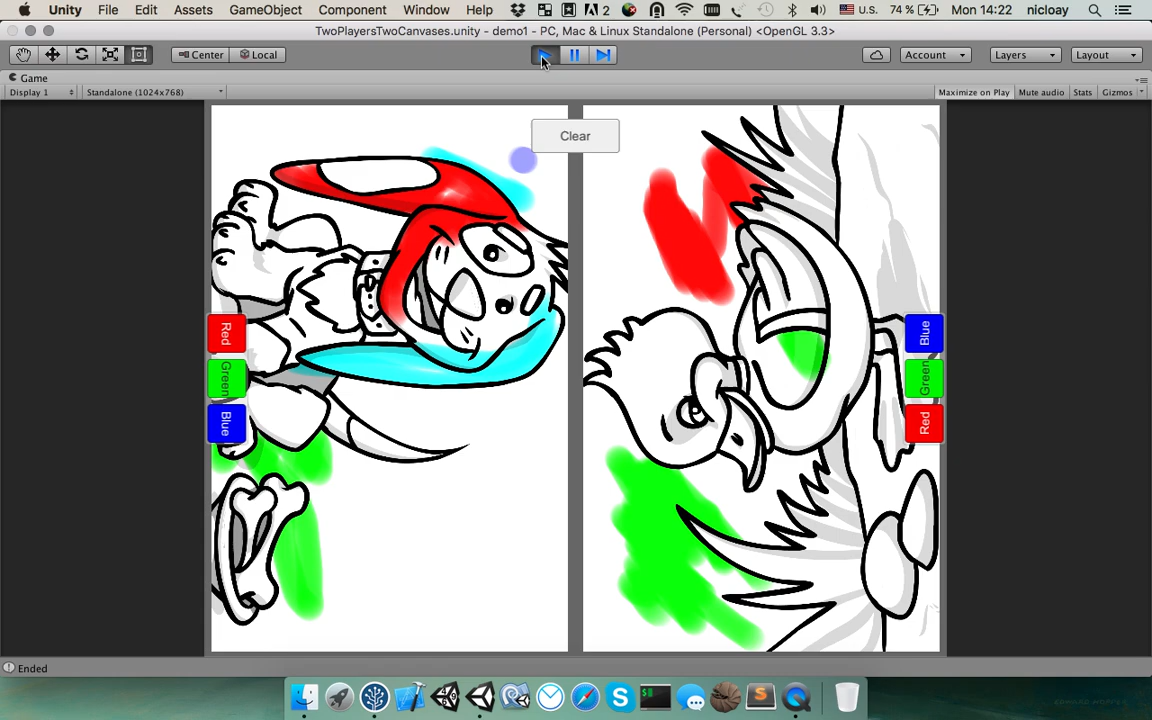 Unity File Edit Assets GameObject Component Window Help 2 U.S. 74 % Mon 14:22 nicloay
TwoPlayersTwoCanvases.unity - demo1 - PC, Mac & Linux Standalone (Personal) <OpenGL 3.3>
Center Local Account Layers Layout
Game
Display 1 Standalone (1024x768) Maximize on Play Mute audio Stats Gizmos
Clear
Red
Green
Blue
Blue
Green
Red
Ended